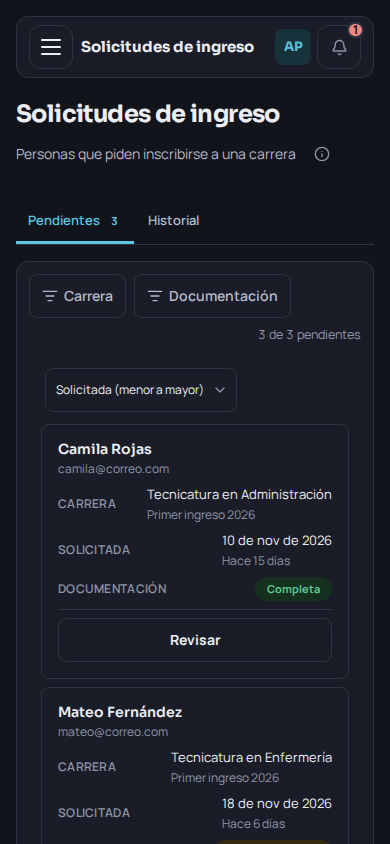 Solicitudes de ingreso
AP
1
Solicitudes de ingreso
Personas que piden inscribirse a una carrera
Pendientes 3
Historial
Carrera
Documentación
3 de 3 pendientes
Solicitada (menor a mayor)
Camila Rojas
camila@correo.com
CARRERA
Tecnicatura en Administración
Primer ingreso 2026
SOLICITADA
10 de nov de 2026
Hace 15 días
DOCUMENTACIÓN
Completa
Revisar
Mateo Fernández
mateo@correo.com
CARRERA
Tecnicatura en Enfermería
Primer ingreso 2026
SOLICITADA
18 de nov de 2026
Hace 6 días